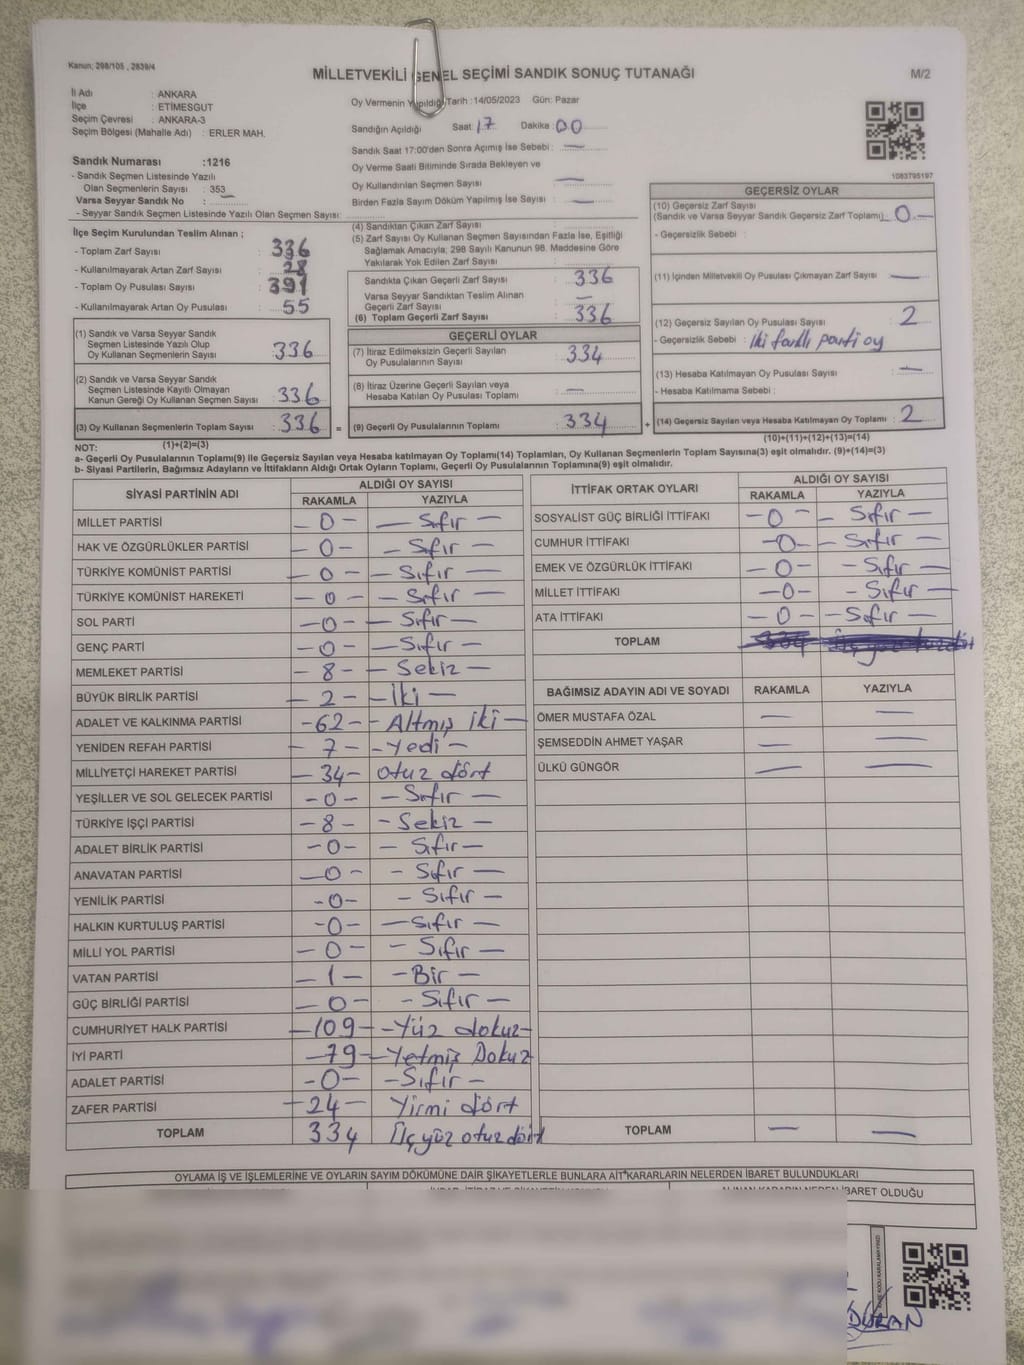 Kanun; 298/105 , 2839/4
MİLLETVEKİLİ GENEL SEÇİMİ SANDIK SONUÇ TUTANAĞI
M/2
İl Adı : ANKARA
İlçe : ETİMESGUT
Seçim Çevresi : ANKARA-3
Seçim Bölgesi (Mahalle Adı) : ERLER MAH.
Oy Vermenin Yapıldığı Tarih :14/05/2023 Gün: Pazar
Sandığın Açıldığı Saat 17 Dakika :00
Sandık Saat 17:00'den Sonra Açımış İse Sebebi : —
Oy Verme Saati Bitiminde Sırada Bekleyen ve
Oy Kullandırılan Seçmen Sayısı —
Birden Fazla Sayım Döküm Yapılmış İse Sayısı : —
1083795197
Sandık Numarası :1216
- Sandık Seçmen Listesinde Yazılı
Olan Seçmenlerin Sayısı : 353
Varsa Seyyar Sandık No :
- Seyyar Sandık Seçmen Listesinde Yazılı Olan Seçmen Sayısı:
İlçe Seçim Kurulundan Teslim Alınan ;
- Toplam Zarf Sayısı : 336
- Kullanılmayarak Artan Zarf Sayısı : 28
- Toplam Oy Pusulası Sayısı : 391
- Kullanılmayarak Artan Oy Pusulası : 55
(1) Sandık ve Varsa Seyyar Sandık
Seçmen Listesinde Yazılı Olup
Oy Kullanan Seçmenlerin Sayısı : 336
(2) Sandık ve Varsa Seyyar Sandık
Seçmen Listesinde Kayıtlı Olmayan
Kanun Gereği Oy Kullanan Seçmen Sayısı : 336
(3) Oy Kullanan Seçmenlerin Toplam Sayısı : 336 =
(1)+(2)=(3)
(4) Sandıktan Çıkan Zarf Sayısı :
(5) Zarf Sayısı Oy Kullanan Seçmen Sayısından Fazla İse, Eşitliği
Sağlamak Amacıyla; 298 Sayılı Kanunun 98. Maddesine Göre
Yakılarak Yok Edilen Zarf Sayısı :
Sandıkta Çıkan Geçerli Zarf Sayısı : 336
Varsa Seyyar Sandıktan Teslim Alınan
Geçerli Zarf Sayısı : —
(6) Toplam Geçerli Zarf Sayısı : 336
GEÇERLİ OYLAR
(7) İtiraz Edilmeksizin Geçerli Sayılan
Oy Pusulalarının Sayısı : 334
(8) İtiraz Üzerine Geçerli Sayılan veya
Hesaba Katılan Oy Pusulası Toplamı : —
(9) Geçerli Oy Pusulalarının Toplamı : 334 +
GEÇERSİZ OYLAR
(10) Geçersiz Zarf Sayısı
(Sandık ve Varsa Seyyar Sandık Geçersiz Zarf Toplamı) 0 —
- Geçersizlik Sebebi :
(11) İçinden Milletvekili Oy Pusulası Çıkmayan Zarf Sayısı : —
(12) Geçersiz Sayılan Oy Pusulası Sayısı : 2
- Geçersizlik Sebebi : İki farklı parti oy
(13) Hesaba Katılmayan Oy Pusulası Sayısı : —
- Hesaba Katılmama Sebebi :
(14) Geçersiz Sayılan veya Hesaba Katılmayan Oy Toplamı : 2
(10)+(11)+(12)+(13)=(14)
NOT:
a- Geçerli Oy Pusulalarının Toplamı(9) ile Geçersiz Sayılan veya Hesaba katılmayan Oy Toplamı(14) Toplamları, Oy Kullanan Seçmenlerin Toplam Sayısına(3) eşit olmalıdır. (9)+(14)=(3)
b- Siyasi Partilerin, Bağımsız Adayların ve İttifakların Aldığı Ortak Oyların Toplamı, Geçerli Oy Pusulalarının Toplamına(9) eşit olmalıdır.
SİYASİ PARTİNİN ADI ALDIĞI OY SAYISI
RAKAMLA YAZIYLA
MİLLET PARTİSİ — 0 — — Sıfır —
HAK VE ÖZGÜRLÜKLER PARTİSİ — 0 — — Sıfır —
TÜRKİYE KOMÜNİST PARTİSİ — 0 — — Sıfır —
TÜRKİYE KOMÜNİST HAREKETİ — 0 — — Sıfır —
SOL PARTİ — 0 — — Sıfır —
GENÇ PARTİ — 0 — — Sıfır —
MEMLEKET PARTİSİ — 8 — — Sekiz —
BÜYÜK BİRLİK PARTİSİ — 2 — — İki —
ADALET VE KALKINMA PARTİSİ — 62 — — Altmış iki —
YENİDEN REFAH PARTİSİ — 7 — — Yedi —
MİLLİYETÇİ HAREKET PARTİSİ — 34 — otuz dört
YEŞİLLER VE SOL GELECEK PARTİSİ — 0 — — Sıfır —
TÜRKİYE İŞÇİ PARTİSİ — 8 — — Sekiz —
ADALET BİRLİK PARTİSİ — 0 — — Sıfır —
ANAVATAN PARTİSİ — 0 — — Sıfır —
YENİLİK PARTİSİ — 0 — — Sıfır —
HALKIN KURTULUŞ PARTİSİ — 0 — — Sıfır —
MİLLİ YOL PARTİSİ — 0 — — Sıfır —
VATAN PARTİSİ — 1 — — Bir —
GÜÇ BİRLİĞİ PARTİSİ — 0 — — Sıfır —
CUMHURİYET HALK PARTİSİ — 109 — — Yüz dokuz —
İYİ PARTİ — 79 — Yetmiş Dokuz
ADALET PARTİSİ — 0 — — Sıfır —
ZAFER PARTİSİ — 24 — Yirmi dört
TOPLAM 334 Üç yüz otuz dört
İTTİFAK ORTAK OYLARI ALDIĞI OY SAYISI
RAKAMLA YAZIYLA
SOSYALİST GÜÇ BİRLİĞİ İTTİFAKI — 0 — — Sıfır —
CUMHUR İTTİFAKI — 0 — — Sıfır —
EMEK VE ÖZGÜRLÜK İTTİFAKI — 0 — — Sıfır —
MİLLET İTTİFAKI — 0 — — Sıfır —
ATA İTTİFAKI — 0 — — Sıfır —
TOPLAM 334
BAĞIMSIZ ADAYIN ADI VE SOYADI RAKAMLA YAZIYLA
ÖMER MUSTAFA ÖZAL — —
ŞEMSEDDİN AHMET YAŞAR — —
ÜLKÜ GÜNGÖR — —
TOPLAM — —
OYLAMA İŞ VE İŞLEMLERİNE VE OYLARIN SAYIM DÖKÜMÜNE DAİR ŞİKAYETLERLE BUNLARA AİT KARARLARIN NELERDEN İBARET BULUNDUKLARI
İBARET OLDUĞU
DURAN